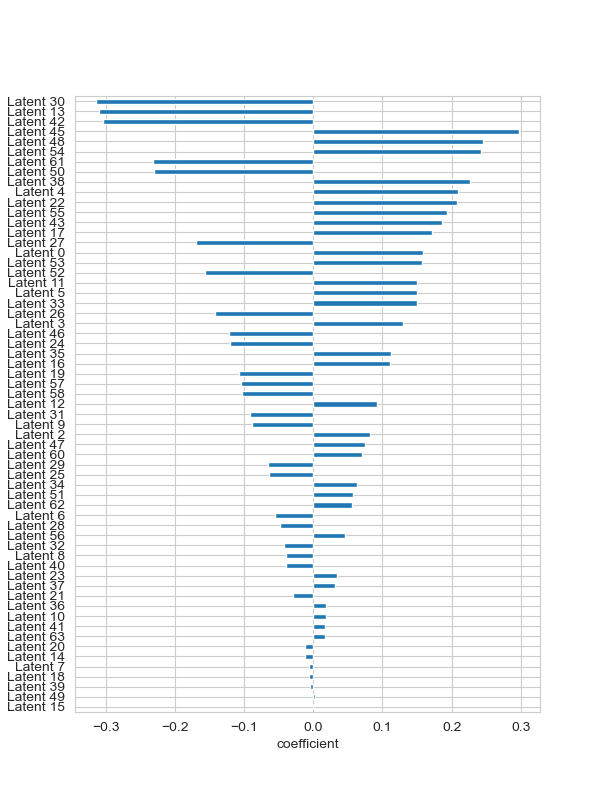 Latent 30
Latent 13
Latent 42
Latent 45
Latent 48
Latent 54
Latent 61
Latent 50
Latent 38
Latent 4
Latent 22
Latent 55
Latent 43
Latent 17
Latent 27
Latent 0
Latent 53
Latent 52
Latent 11
Latent 5
Latent 33
Latent 26
Latent 3
Latent 46
Latent 24
Latent 35
Latent 16
Latent 19
Latent 57
Latent 58
Latent 12
Latent 31
Latent 9
Latent 2
Latent 47
Latent 60
Latent 29
Latent 25
Latent 34
Latent 51
Latent 62
Latent 6
Latent 28
Latent 56
Latent 32
Latent 8
Latent 40
Latent 23
Latent 37
Latent 21
Latent 36
Latent 10
Latent 41
Latent 63
Latent 20
Latent 14
Latent 7
Latent 18
Latent 39
Latent 49
Latent 15
−0.3 −0.2 −0.1 0.0 0.1 0.2 0.3
coefficient